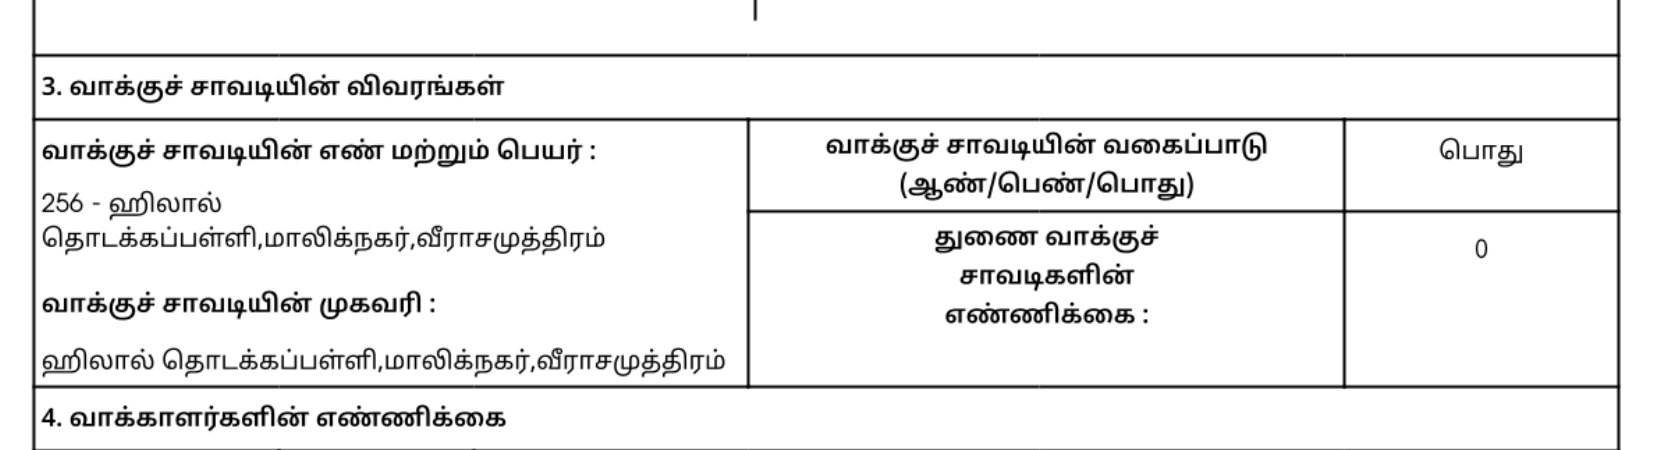 3. வாக்குச் சாவடியின் விவரங்கள்
வாக்குச் சாவடியின் எண் மற்றும் பெயர் :
256 - ஹிலால்
தொடக்கப்பள்ளி,மாலிக்நகர்,வீராசமுத்திரம்
வாக்குச் சாவடியின் முகவரி :
ஹிலால் தொடக்கப்பள்ளி,மாலிக்நகர்,வீராசமுத்திரம்
வாக்குச் சாவடியின் வகைப்பாடு
(ஆண்/பெண்/பொது)
பொது
துணை வாக்குச்
சாவடிகளின்
எண்ணிக்கை :
0
4. வாக்காளர்களின் எண்ணிக்கை